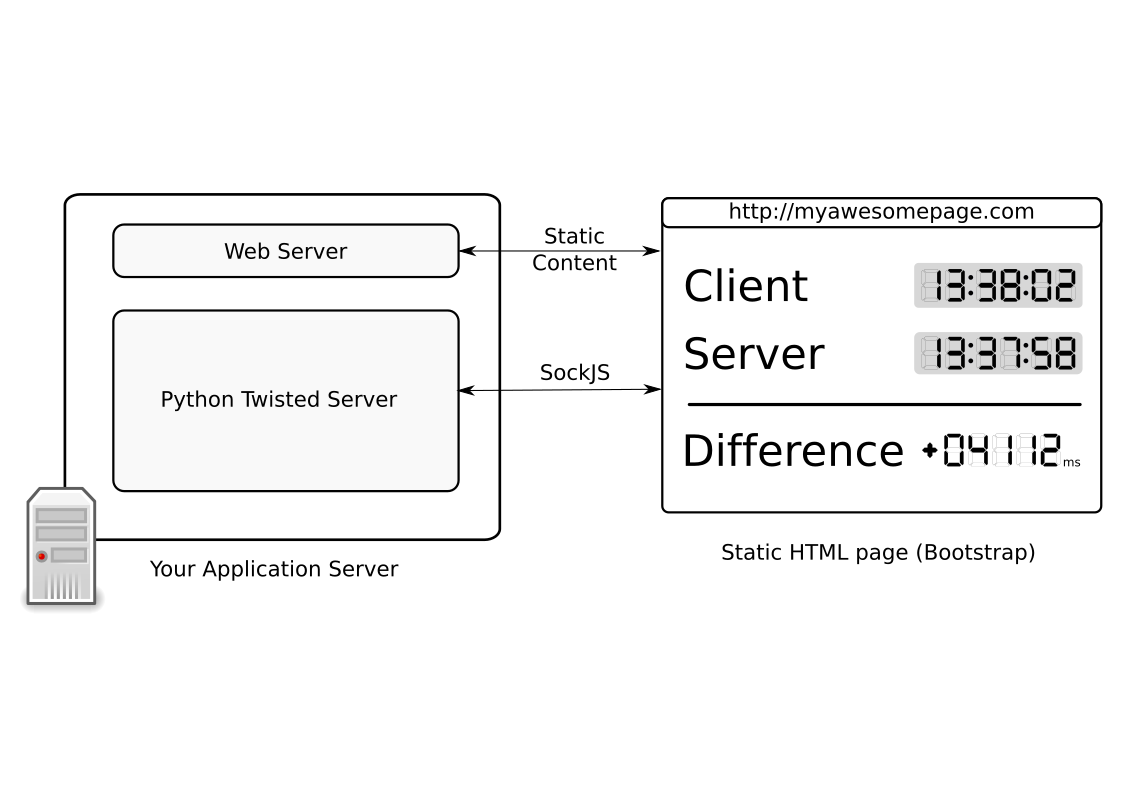 Web Server
Python Twisted Server
Your Application Server
Static
Content
SockJS
http://myawesomepage.com
Client 13:38:02
Server 13:37:58
Difference +04112 ms
Static HTML page (Bootstrap)